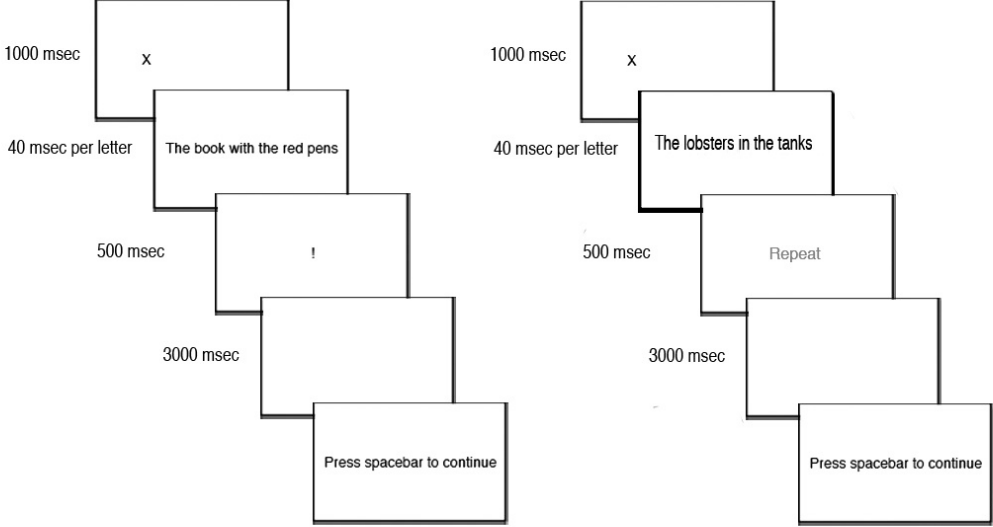 1000 msec
X
40 msec per letter
The book with the red pens
500 msec
!
3000 msec
Press spacebar to continue
1000 msec
X
40 msec per letter
The lobsters in the tanks
500 msec
Repeat
3000 msec
Press spacebar to continue